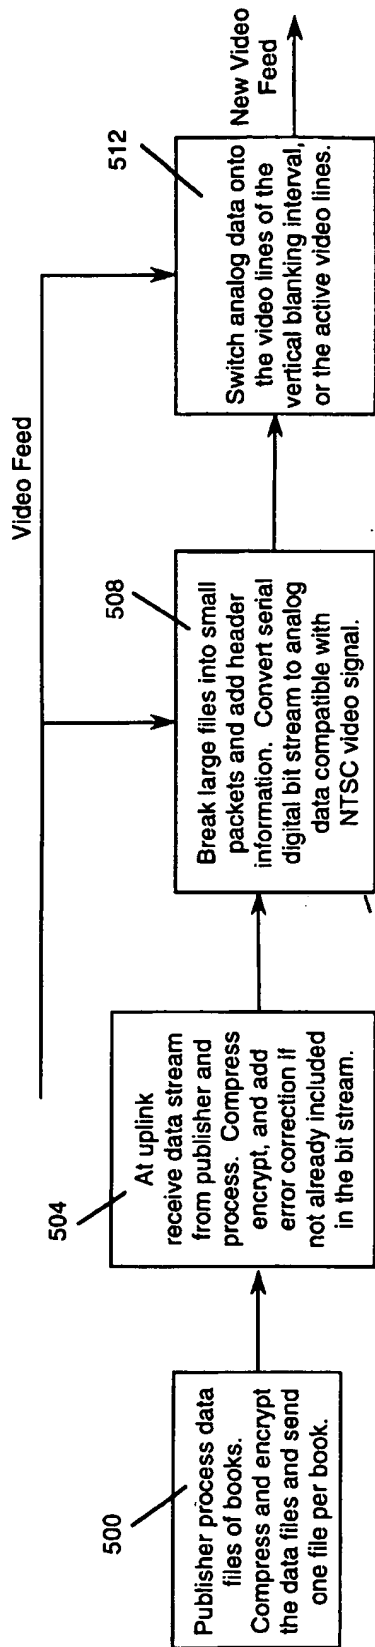 Video Feed
500
Publisher process data
files of books.
Compress and encrypt
the data files and send
one file per book.
504
At uplink
receive data stream
from publisher and
process. Compress
encrypt, and add
error correction if
not already included
in the bit stream.
508
Break large files into small
packets and add header
information. Convert serial
digital bit stream to analog
data compatible with
NTSC video signal.
512
Switch analog data onto
the video lines of the
vertical blanking interval,
or the active video lines.
New Video
Feed